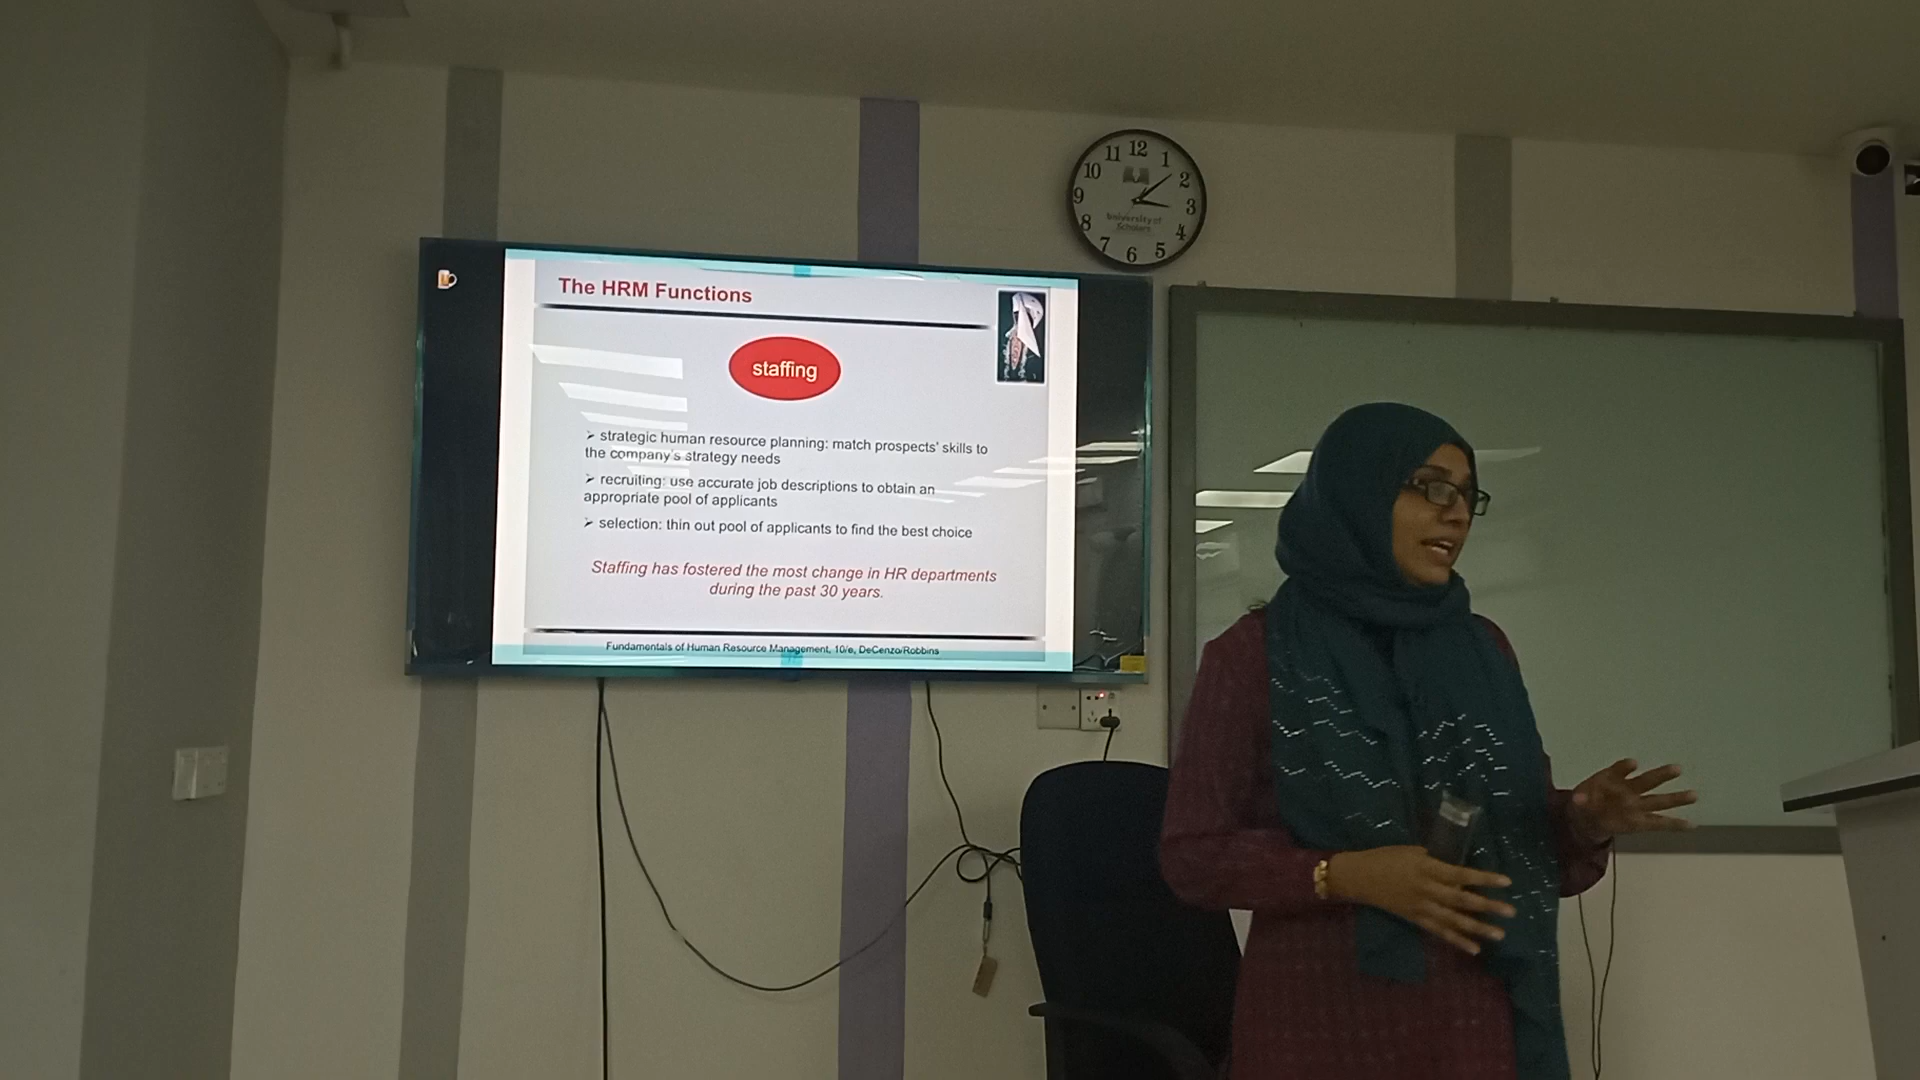 The HRM Functions
staffing
➢ strategic human resource planning: match prospects' skills to
the company's strategy needs
➢ recruiting: use accurate job descriptions to obtain an
appropriate pool of applicants
➢ selection: thin out pool of applicants to find the best choice
Staffing has fostered the most change in HR departments
during the past 30 years.
Fundamentals of Human Resource Management, 10/e, DeCenzo/Robbins
12
1
2
3
4
5
6
7
8
9
10
11
University of
Scholars